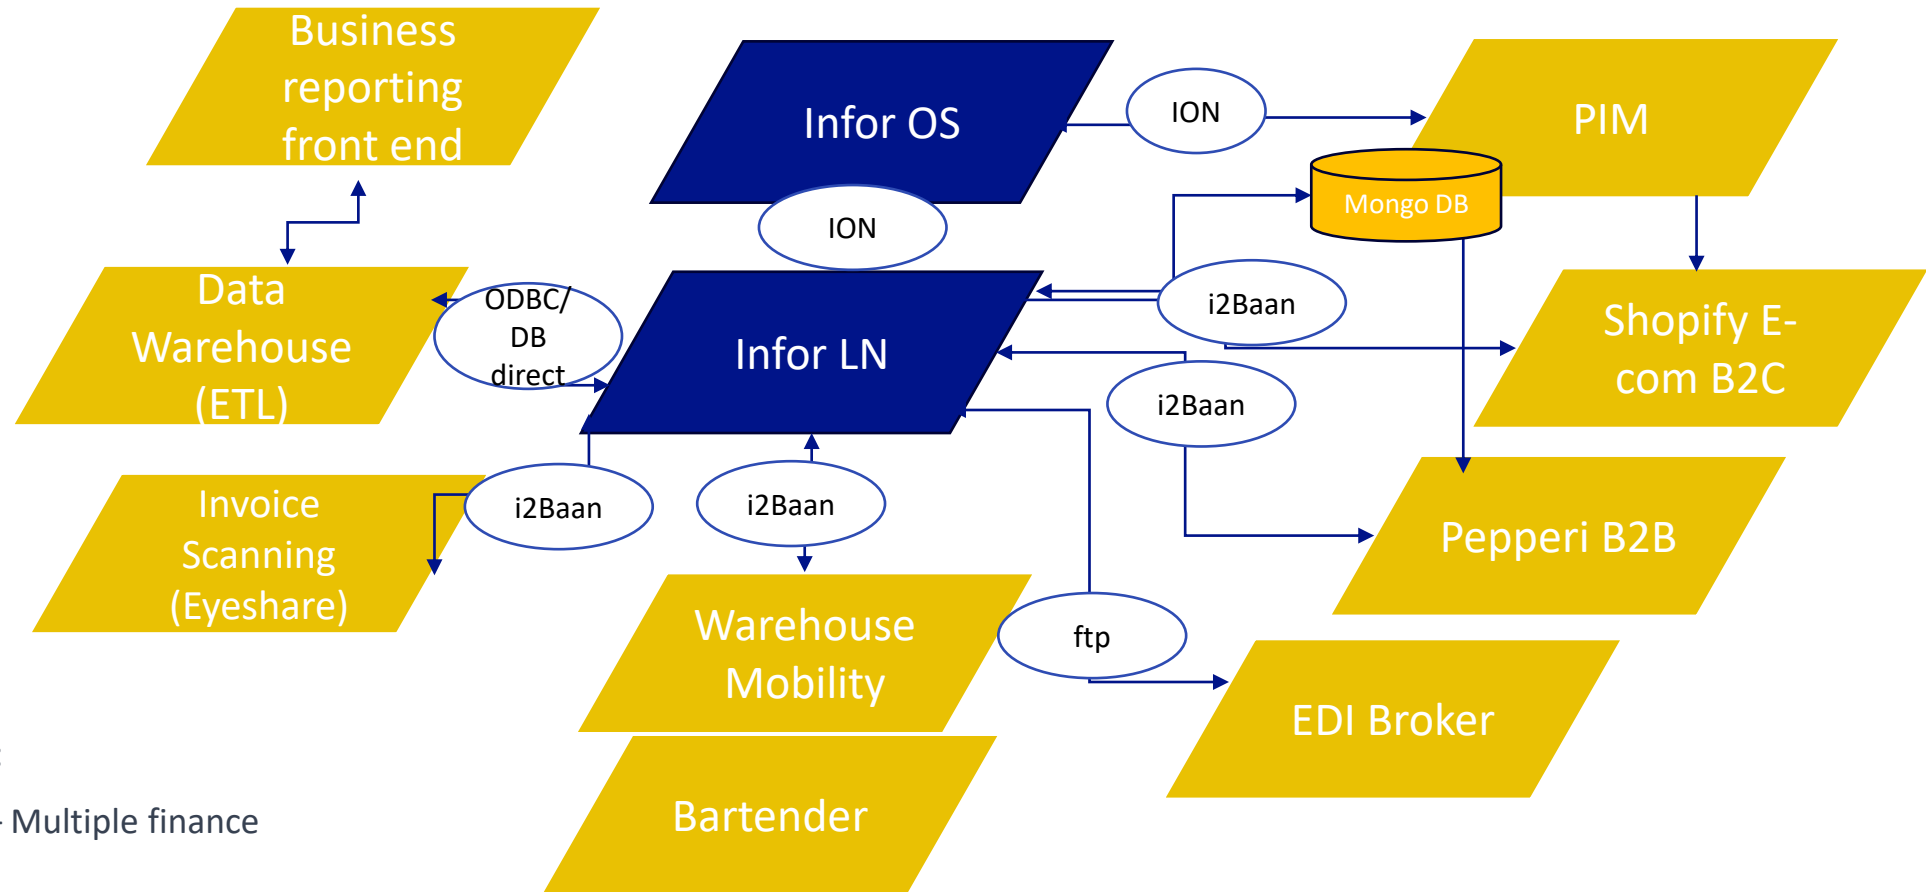 Business
reporting
front end
Infor OS
ION
PIM
Mongo DB
ION
Data
Warehouse
(ETL)
ODBC/
DB
direct
Infor LN
i2Baan
Shopify E-
com B2C
i2Baan
Invoice
Scanning
(Eyeshare)
i2Baan
i2Baan
Pepperi B2B
Warehouse
Mobility
ftp
EDI Broker
Bartender
:
- Multiple finance